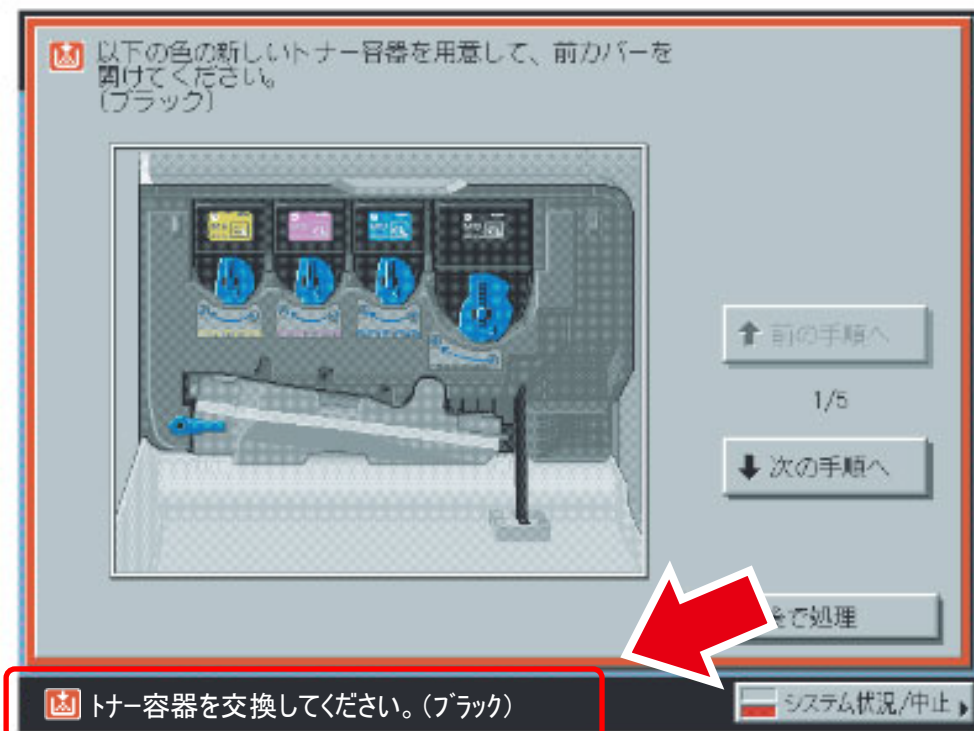 以下の色の新しいトナー容器を用意して、前カバーを
開けてください。
(ブラック)
前の手順へ
1/5
次の手順へ
で処理
トナー容器を交換してください。(ブラック)
システム状況/中止